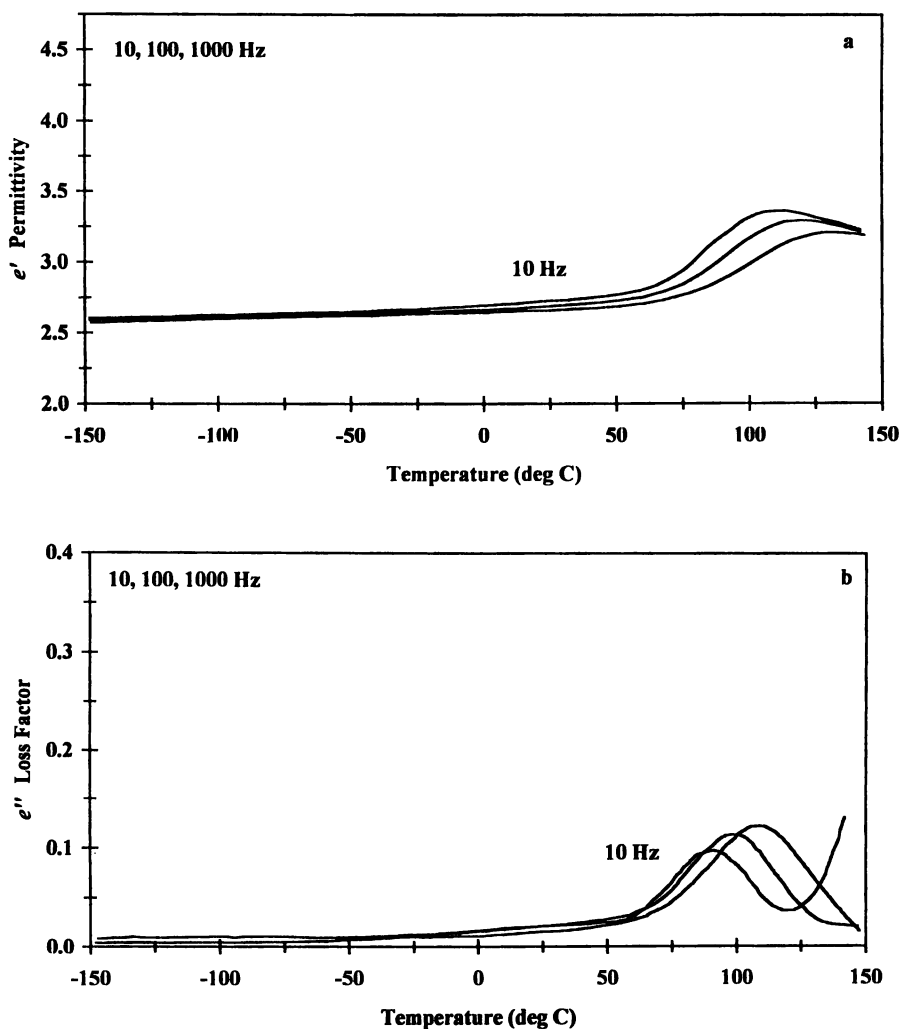 10, 100, 1000 Hz
a
4.5
4.0
3.5
3.0
2.5
2.0
e' Permittivity
10 Hz
-150
-100
-50
0
50
100
150
Temperature (deg C)
10, 100, 1000 Hz
b
0.4
0.3
0.2
0.1
0.0
e'' Loss Factor
10 Hz
-150
-100
-50
0
50
100
150
Temperature (deg C)